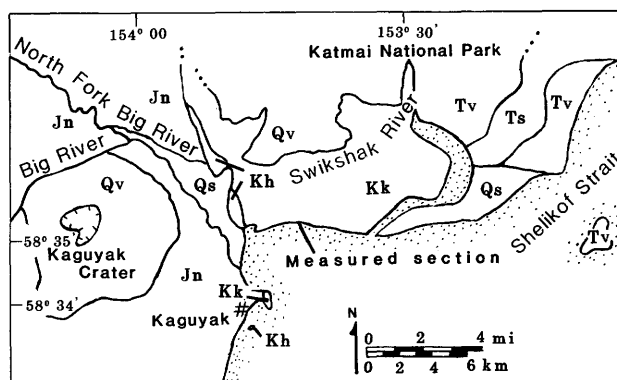 154° 00
153° 30'
Katmai National Park
North Fork Big River
Jn
Jn
Qv
Tv
Ts
Tv
Big River
Swikshak River
Kh
Kk
Qv
Qs
Qs
Shelikof Strait
58° 35
Kaguyak
Crater
Jn
Measured section
Tv
Kk
58° 34'
Kaguyak #
Kh
N
0 2 4 mi
0 2 4 6 km